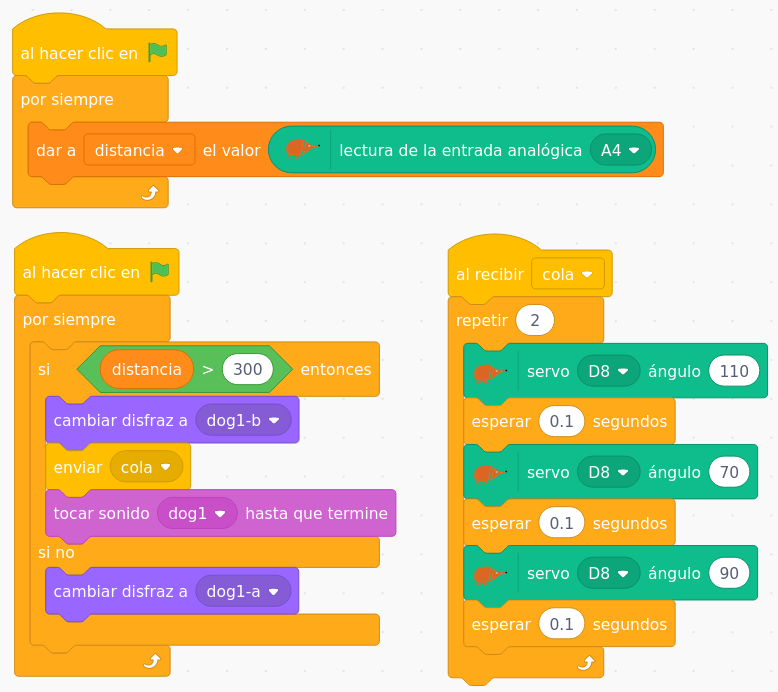 al hacer clic en
por siempre
dar a distancia el valor lectura de la entrada analógica A4
al hacer clic en
por siempre
si distancia > 300 entonces
cambiar disfraz a dog1-b
enviar cola
tocar sonido dog1 hasta que termine
si no
cambiar disfraz a dog1-a
al recibir cola
repetir 2
servo D8 ángulo 110
esperar 0.1 segundos
servo D8 ángulo 70
esperar 0.1 segundos
servo D8 ángulo 90
esperar 0.1 segundos